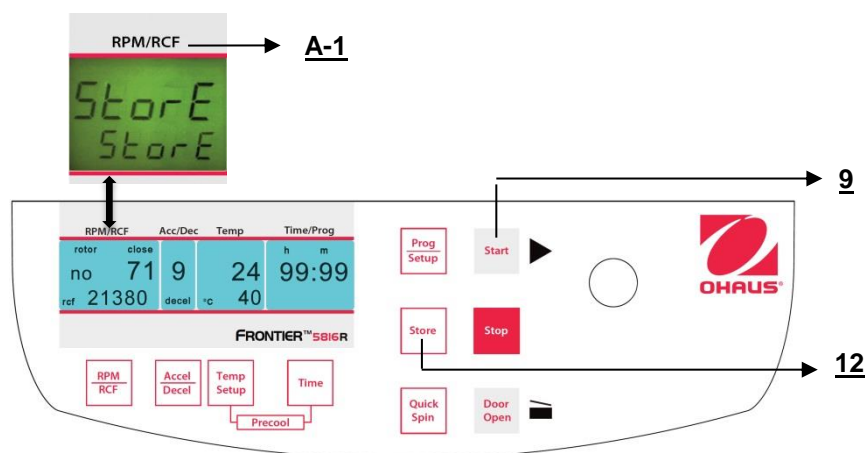 RPM/RCF
A-1
StorE
StorE
9
RPM/RCF Acc/Dec Temp Time/Prog
rotor close h m
no 71 9 24 99:99
rcf 21380 decel °C 40
FRONTIER™ 5816R
Prog
Setup
Start
OHAUS®
Store
Stop
12
RPM
RCF
Accel
Decel
Temp
Setup
Time
Precool
Quick
Spin
Door
Open